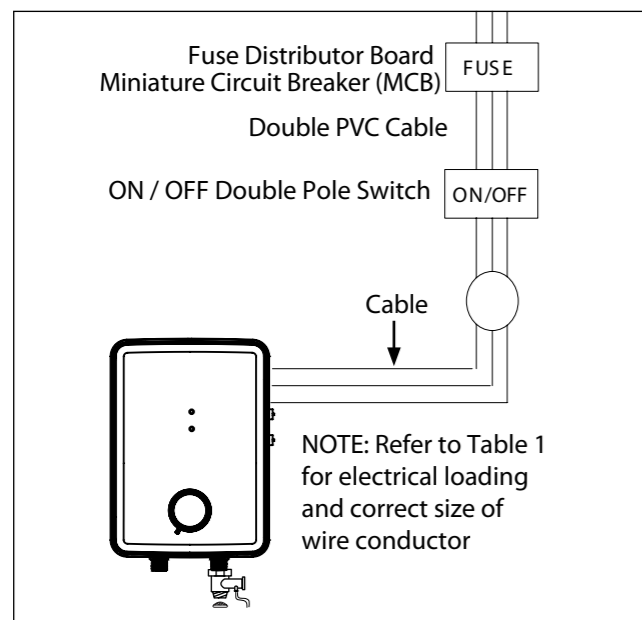 Fuse Distributor Board
Miniature Circuit Breaker (MCB)
FUSE
Double PVC Cable
ON / OFF Double Pole Switch
ON/OFF
Cable
NOTE: Refer to Table 1
for electrical loading
and correct size of
wire conductor